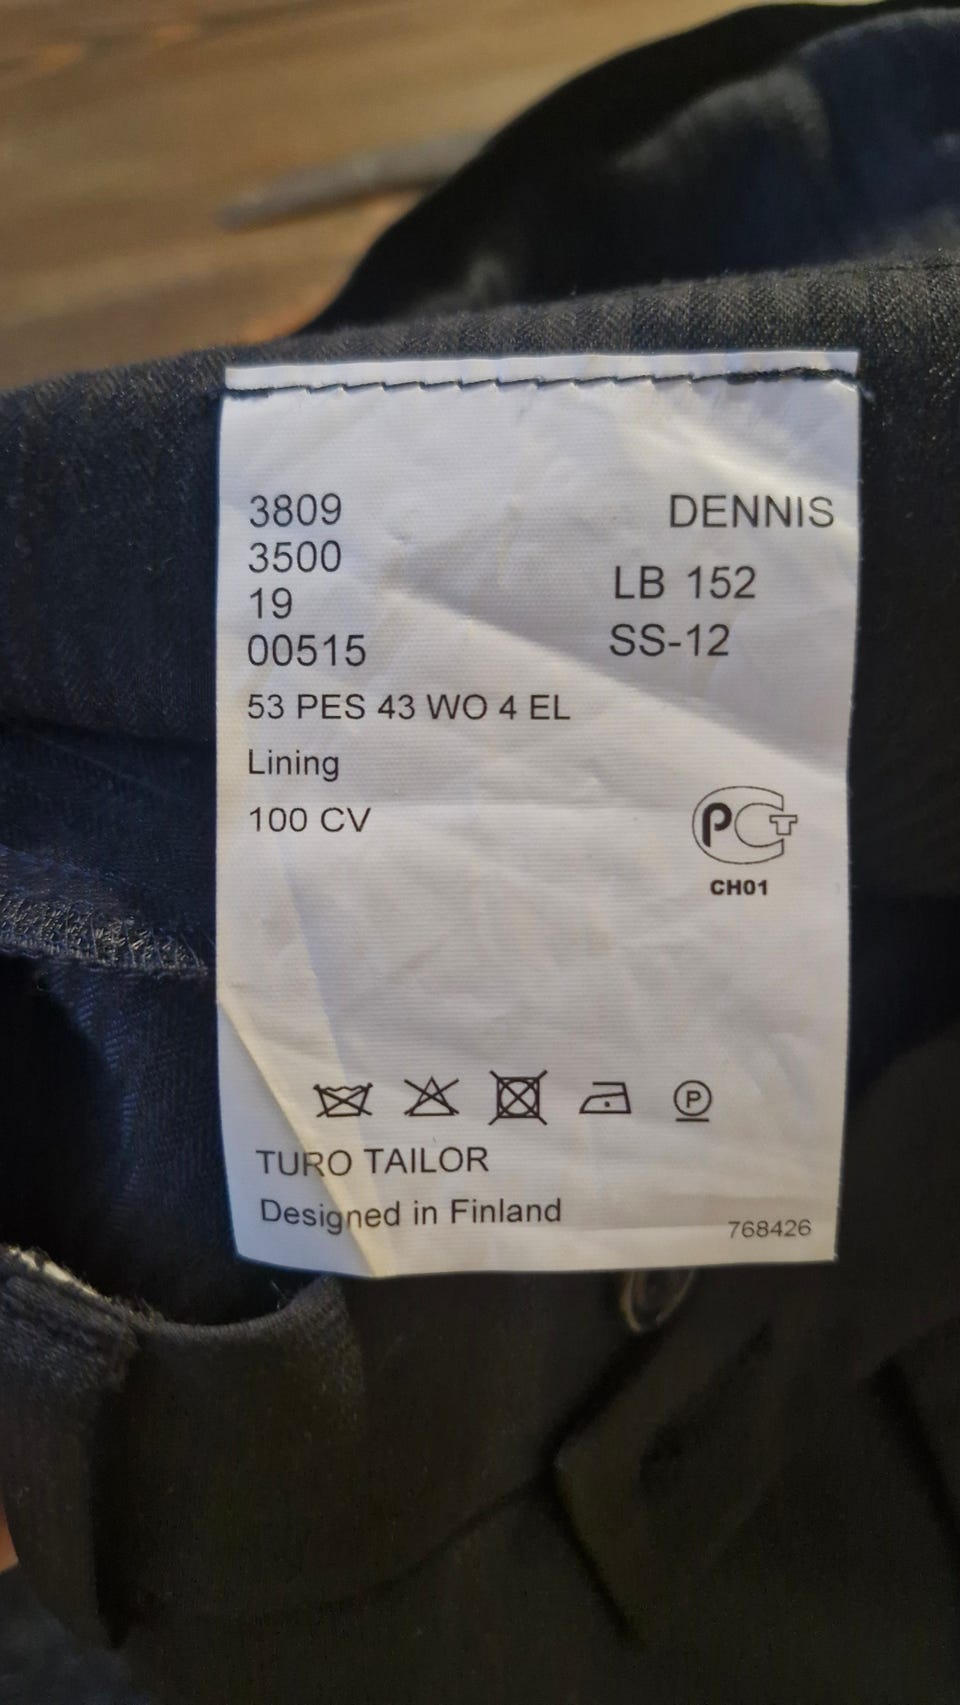 3809 DENNIS
3500 LB 152
19
00515 SS-12
53 PES 43 WO 4 EL
Lining
100 CV
РСТ
CH01
P
TURO TAILOR
Designed in Finland
768426